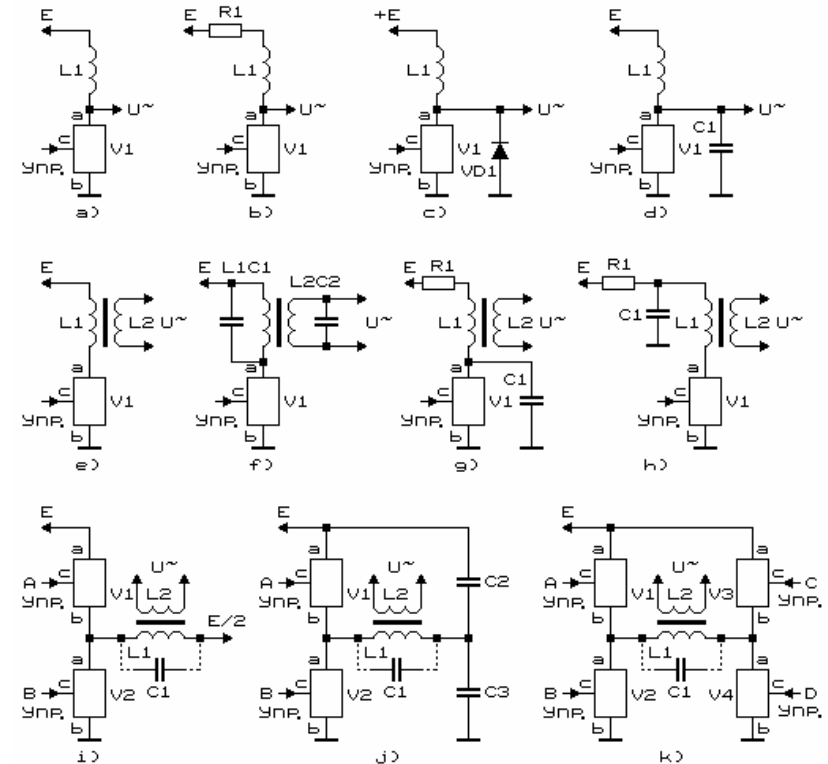 E
L1
a
U~
c
V1
Упр.
b
a)
E
R1
L1
a
U~
c
V1
Упр.
b
b)
+E
L1
a
U~
c
V1
VD1
Упр.
b
c)
E
L1
a
U~
c
V1
C1
Упр.
b
d)
E
L1
L2 U~
a
c
V1
Упр.
b
e)
E
L1C1
L2C2
U~
a
c
V1
Упр.
b
f)
E
R1
L1
L2 U~
a
c
V1
C1
Упр.
b
g)
E
R1
C1
L1
L2 U~
a
c
V1
Упр.
b
h)
E
a
A
c
Упр.
V1
b
U~
L2
E/2
L1
C1
a
B
c
Упр.
V2
b
i)
E
a
A
c
Упр.
V1
b
U~
L2
C2
L1
C1
a
B
c
Упр.
V2
b
C3
j)
E
a
A
c
Упр.
V1
b
U~
L2
V3
a
c
C
Упр.
b
L1
C1
a
B
c
Упр.
V2
b
V4
a
c
D
Упр.
b
k)